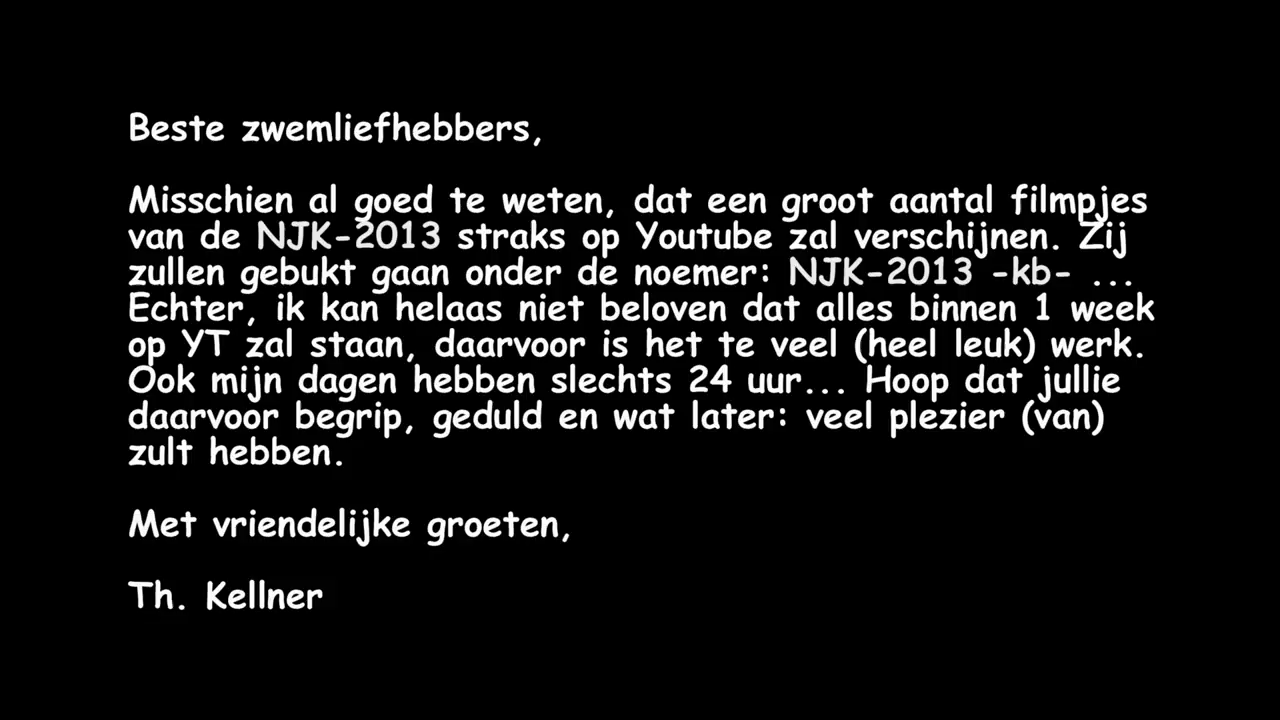 Beste zwemliefhebbers,
Misschien al goed te weten, dat een groot aantal filmpjes
van de NJK-2013 straks op Youtube zal verschijnen. Zij
zullen gebukt gaan onder de noemer: NJK-2013 -kb- ...
Echter, ik kan helaas niet beloven dat alles binnen 1 week
op YT zal staan, daarvoor is het te veel (heel leuk) werk.
Ook mijn dagen hebben slechts 24 uur... Hoop dat jullie
daarvoor begrip, geduld en wat later: veel plezier (van)
zult hebben.
Met vriendelijke groeten,
Th. Kellner